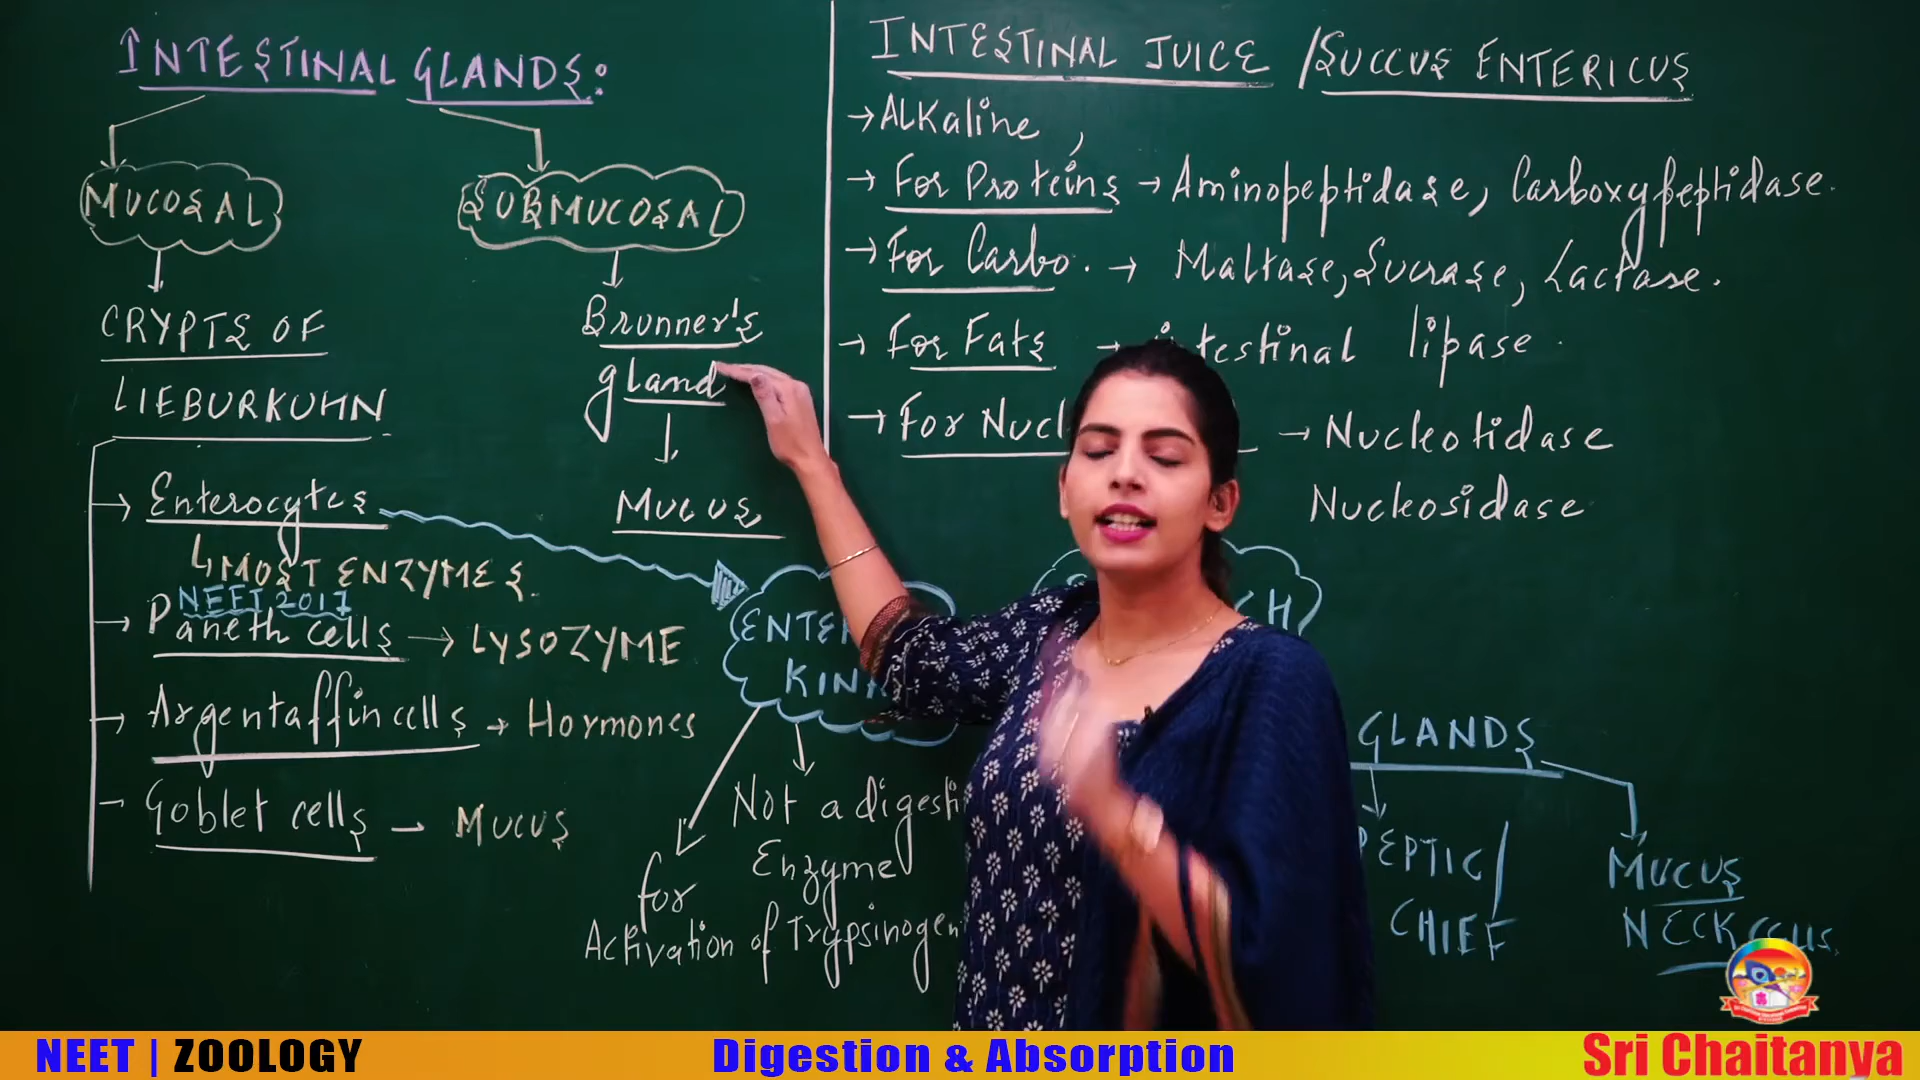 INTESTINAL GLANDS:
MUCOSAL
SUBMUCOSAL
CRYPTS OF
LIEBURKUHN
Brunner's
gland
Mucus
Enterocytes
MOST ENZYMES.
NEET 2017
Paneth cells → LYSOZYME
Argentaffin cells → Hormones
Goblet cells – Mucus
INTESTINAL JUICE / SUCCUS ENTERICUS
→ Alkaline,
→ For Proteins → Aminopeptidase, Carboxypeptidase.
→ For Carbo. → Maltase, Sucrase, Lactase.
→ For Fats → intestinal lipase.
→ For Nucl → Nucleotidase
Nucleosidase
Not a digesti
Enzyme
for
Activation of Trypsinogen
GLANDS
PEPTIC/
CHIEF
MUCUS
NECK
NEET | ZOOLOGY
Digestion & Absorption
Sri Chaitanya